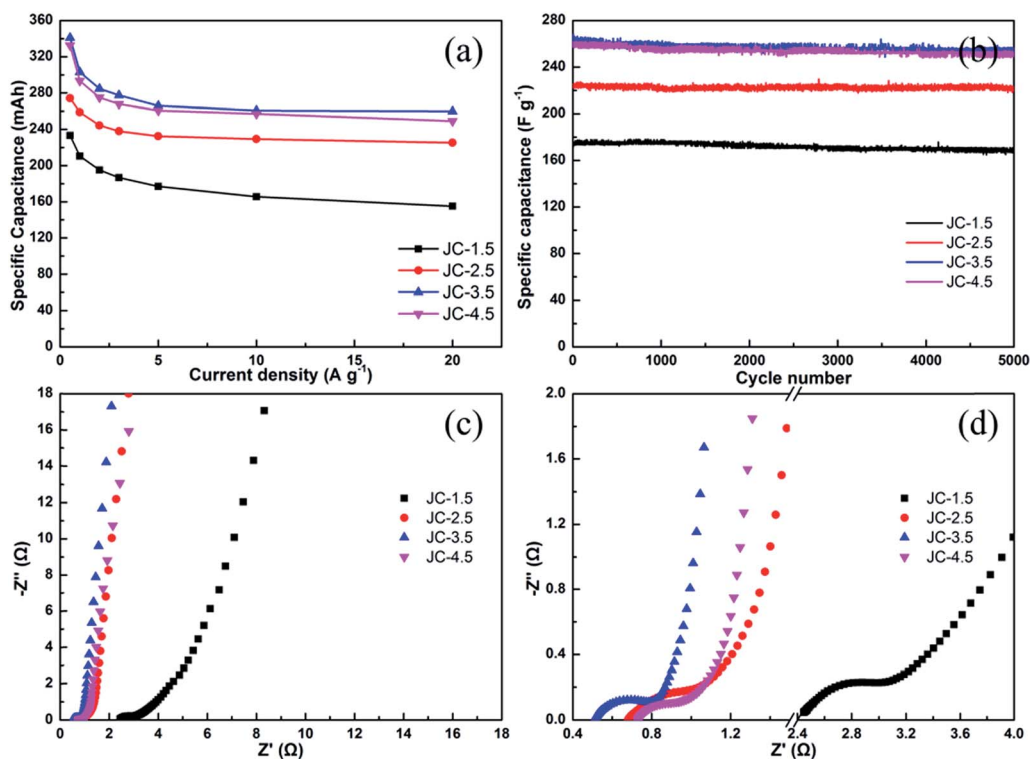 (a)
Specific Capacitance (mAh)
360
320
280
240
200
160
120
80
40
0
JC-1.5
JC-2.5
JC-3.5
JC-4.5
0 5 10 15 20
Current density (A g⁻¹)
(b)
Specific capacitance (F g⁻¹)
280
240
200
160
120
80
40
0
JC-1.5
JC-2.5
JC-3.5
JC-4.5
0 1000 2000 3000 4000 5000
Cycle number
(c)
-Z'' (Ω)
18
16
14
12
10
8
6
4
2
0
JC-1.5
JC-2.5
JC-3.5
JC-4.5
0 2 4 6 8 10 12 14 16 18
Z' (Ω)
(d)
-Z'' (Ω)
2.0
1.6
1.2
0.8
0.4
0.0
JC-1.5
JC-2.5
JC-3.5
JC-4.5
0.4 0.8 1.2 2.4 2.8 3.2 3.6 4.0
Z' (Ω)